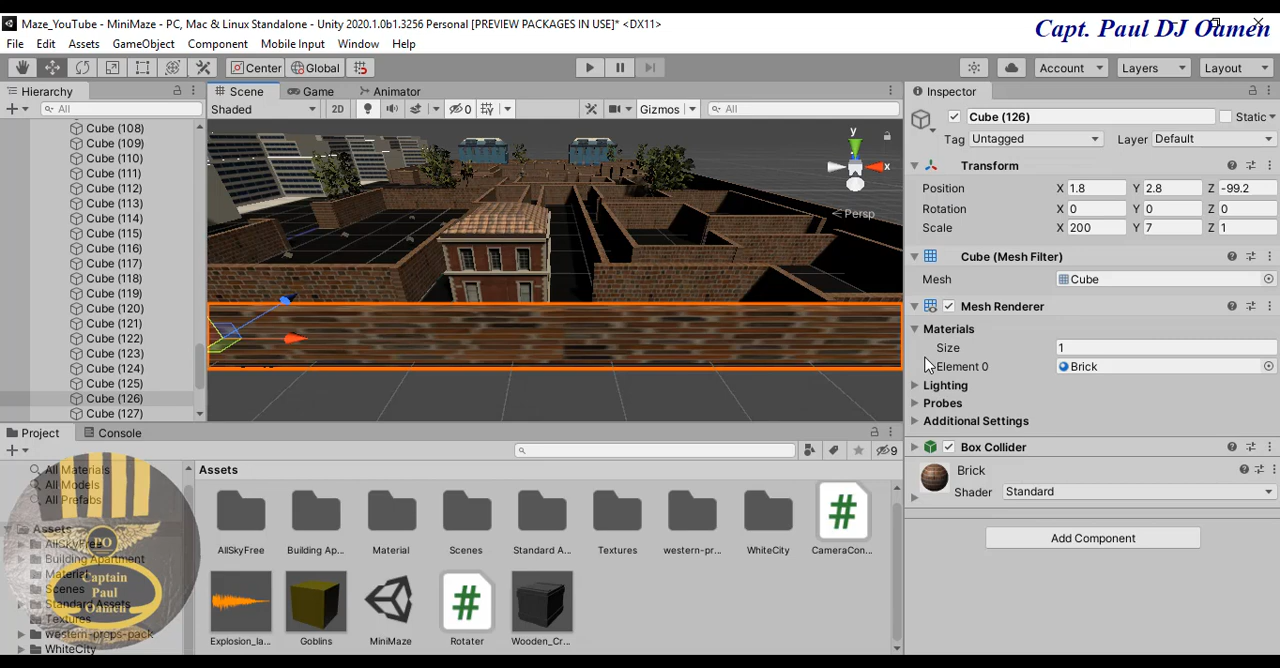 Maze_YouTube - MiniMaze - PC, Mac & Linux Standalone - Unity 2020.1.0b1.3256 Personal [PREVIEW PACKAGES IN USE]* <DX11>
Capt. Paul DJ Oamen
File Edit Assets GameObject Component Mobile Input Window Help
Center Global Account Layers Layout
Hierarchy
All
Scene Game Animator
Shaded 2D 0 Gizmos All
Cube (108)
Cube (109)
Cube (110)
Cube (111)
Cube (112)
Cube (113)
Cube (114)
Cube (115)
Cube (116)
Cube (117)
Cube (118)
Cube (119)
Cube (120)
Cube (121)
Cube (122)
Cube (123)
Cube (124)
Cube (125)
Cube (126)
Cube (127)
y
x
Persp
Inspector
Cube (126) Static
Tag Untagged Layer Default
Transform
Position X 1.8 Y 2.8 Z -99.2
Rotation X 0 Y 0 Z 0
Scale X 200 Y 7 Z 1
Cube (Mesh Filter)
Mesh Cube
Mesh Renderer
Materials
Size 1
Element 0 Brick
Lighting
Probes
Additional Settings
Box Collider
Brick
Shader Standard
Add Component
Project Console
9
All Materials
All Models
All Prefabs
Assets
AllSkyFree
Building Apartment
Material
Scenes
Standard Assets
Textures
western-props-pack
WhiteCity
PO
Captain
Paul
Oamen
Assets
AllSkyFree Building Ap... Material Scenes Standard A... Textures western-pr... WhiteCity CameraCon...
Explosion_la... Goblins MiniMaze Rotater Wooden_Cr...